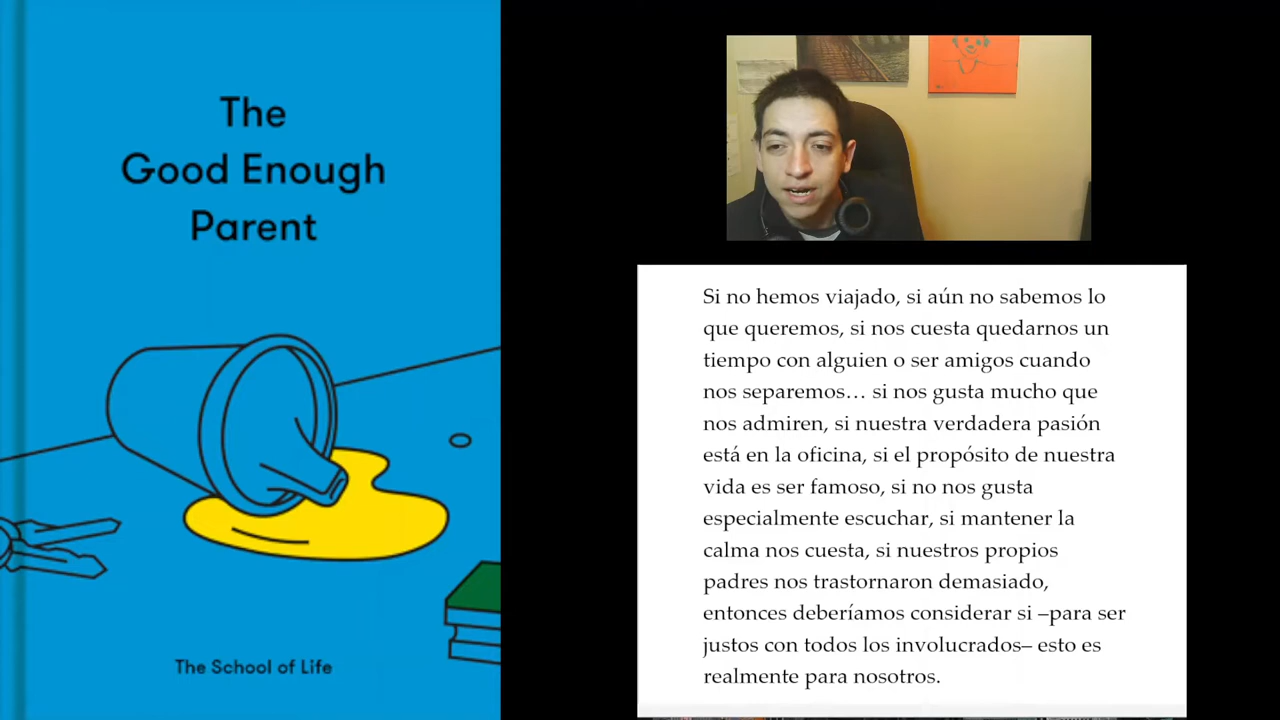 The
Good Enough
Parent
The School of Life
Si no hemos viajado, si aún no sabemos lo
que queremos, si nos cuesta quedarnos un
tiempo con alguien o ser amigos cuando
nos separemos… si nos gusta mucho que
nos admiren, si nuestra verdadera pasión
está en la oficina, si el propósito de nuestra
vida es ser famoso, si no nos gusta
especialmente escuchar, si mantener la
calma nos cuesta, si nuestros propios
padres nos trastornaron demasiado,
entonces deberíamos considerar si –para ser
justos con todos los involucrados– esto es
realmente para nosotros.